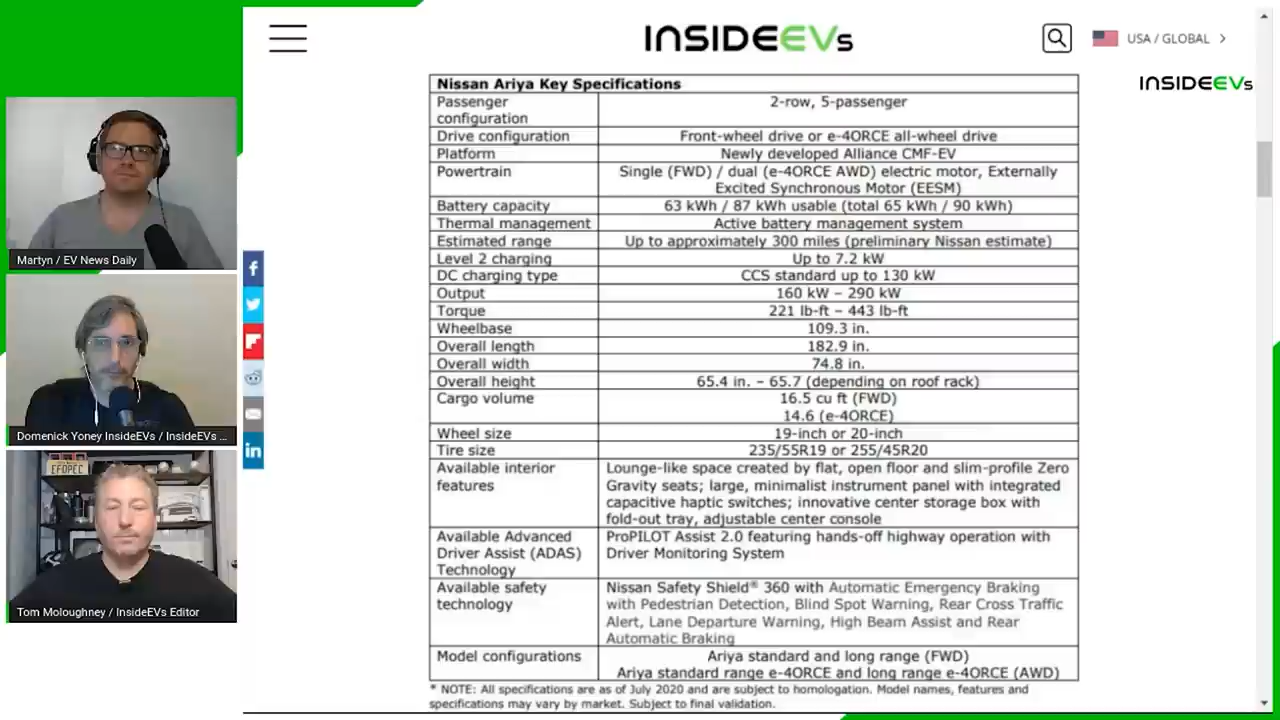 INSIDEEVs
USA / GLOBAL
INSIDEEVs
Nissan Ariya Key Specifications
Passenger configuration
2-row, 5-passenger
Drive configuration
Front-wheel drive or e-4ORCE all-wheel drive
Platform
Newly developed Alliance CMF-EV
Powertrain
Single (FWD) / dual (e-4ORCE AWD) electric motor, Externally
Excited Synchronous Motor (EESM)
Battery capacity
63 kWh / 87 kWh usable (total 65 kWh / 90 kWh)
Thermal management
Active battery management system
Estimated range
Up to approximately 300 miles (preliminary Nissan estimate)
Level 2 charging
Up to 7.2 kW
DC charging type
CCS standard up to 130 kW
Output
160 kW – 290 kW
Torque
221 lb-ft – 443 lb-ft
Wheelbase
109.3 in.
Overall length
182.9 in.
Overall width
74.8 in.
Overall height
65.4 in. – 65.7 (depending on roof rack)
Cargo volume
16.5 cu ft (FWD)
14.6 (e-4ORCE)
Wheel size
19-inch or 20-inch
Tire size
235/55R19 or 255/45R20
Available interior
features
Lounge-like space created by flat, open floor and slim-profile Zero
Gravity seats; large, minimalist instrument panel with integrated
capacitive haptic switches; innovative center storage box with
fold-out tray, adjustable center console
Available Advanced
Driver Assist (ADAS)
Technology
ProPILOT Assist 2.0 featuring hands-off highway operation with
Driver Monitoring System
Available safety
technology
Nissan Safety Shield® 360 with Automatic Emergency Braking
with Pedestrian Detection, Blind Spot Warning, Rear Cross Traffic
Alert, Lane Departure Warning, High Beam Assist and Rear
Automatic Braking
Model configurations
Ariya standard and long range (FWD)
Ariya standard range e-4ORCE and long range e-4ORCE (AWD)
* NOTE: All specifications are as of July 2020 and are subject to homologation. Model names, features and
specifications may vary by market. Subject to final validation.
Martyn / EV News Daily
Domenick Yoney InsideEVs / InsideEVs ...
EFOPEC
Tom Moloughney / InsideEVs Editor